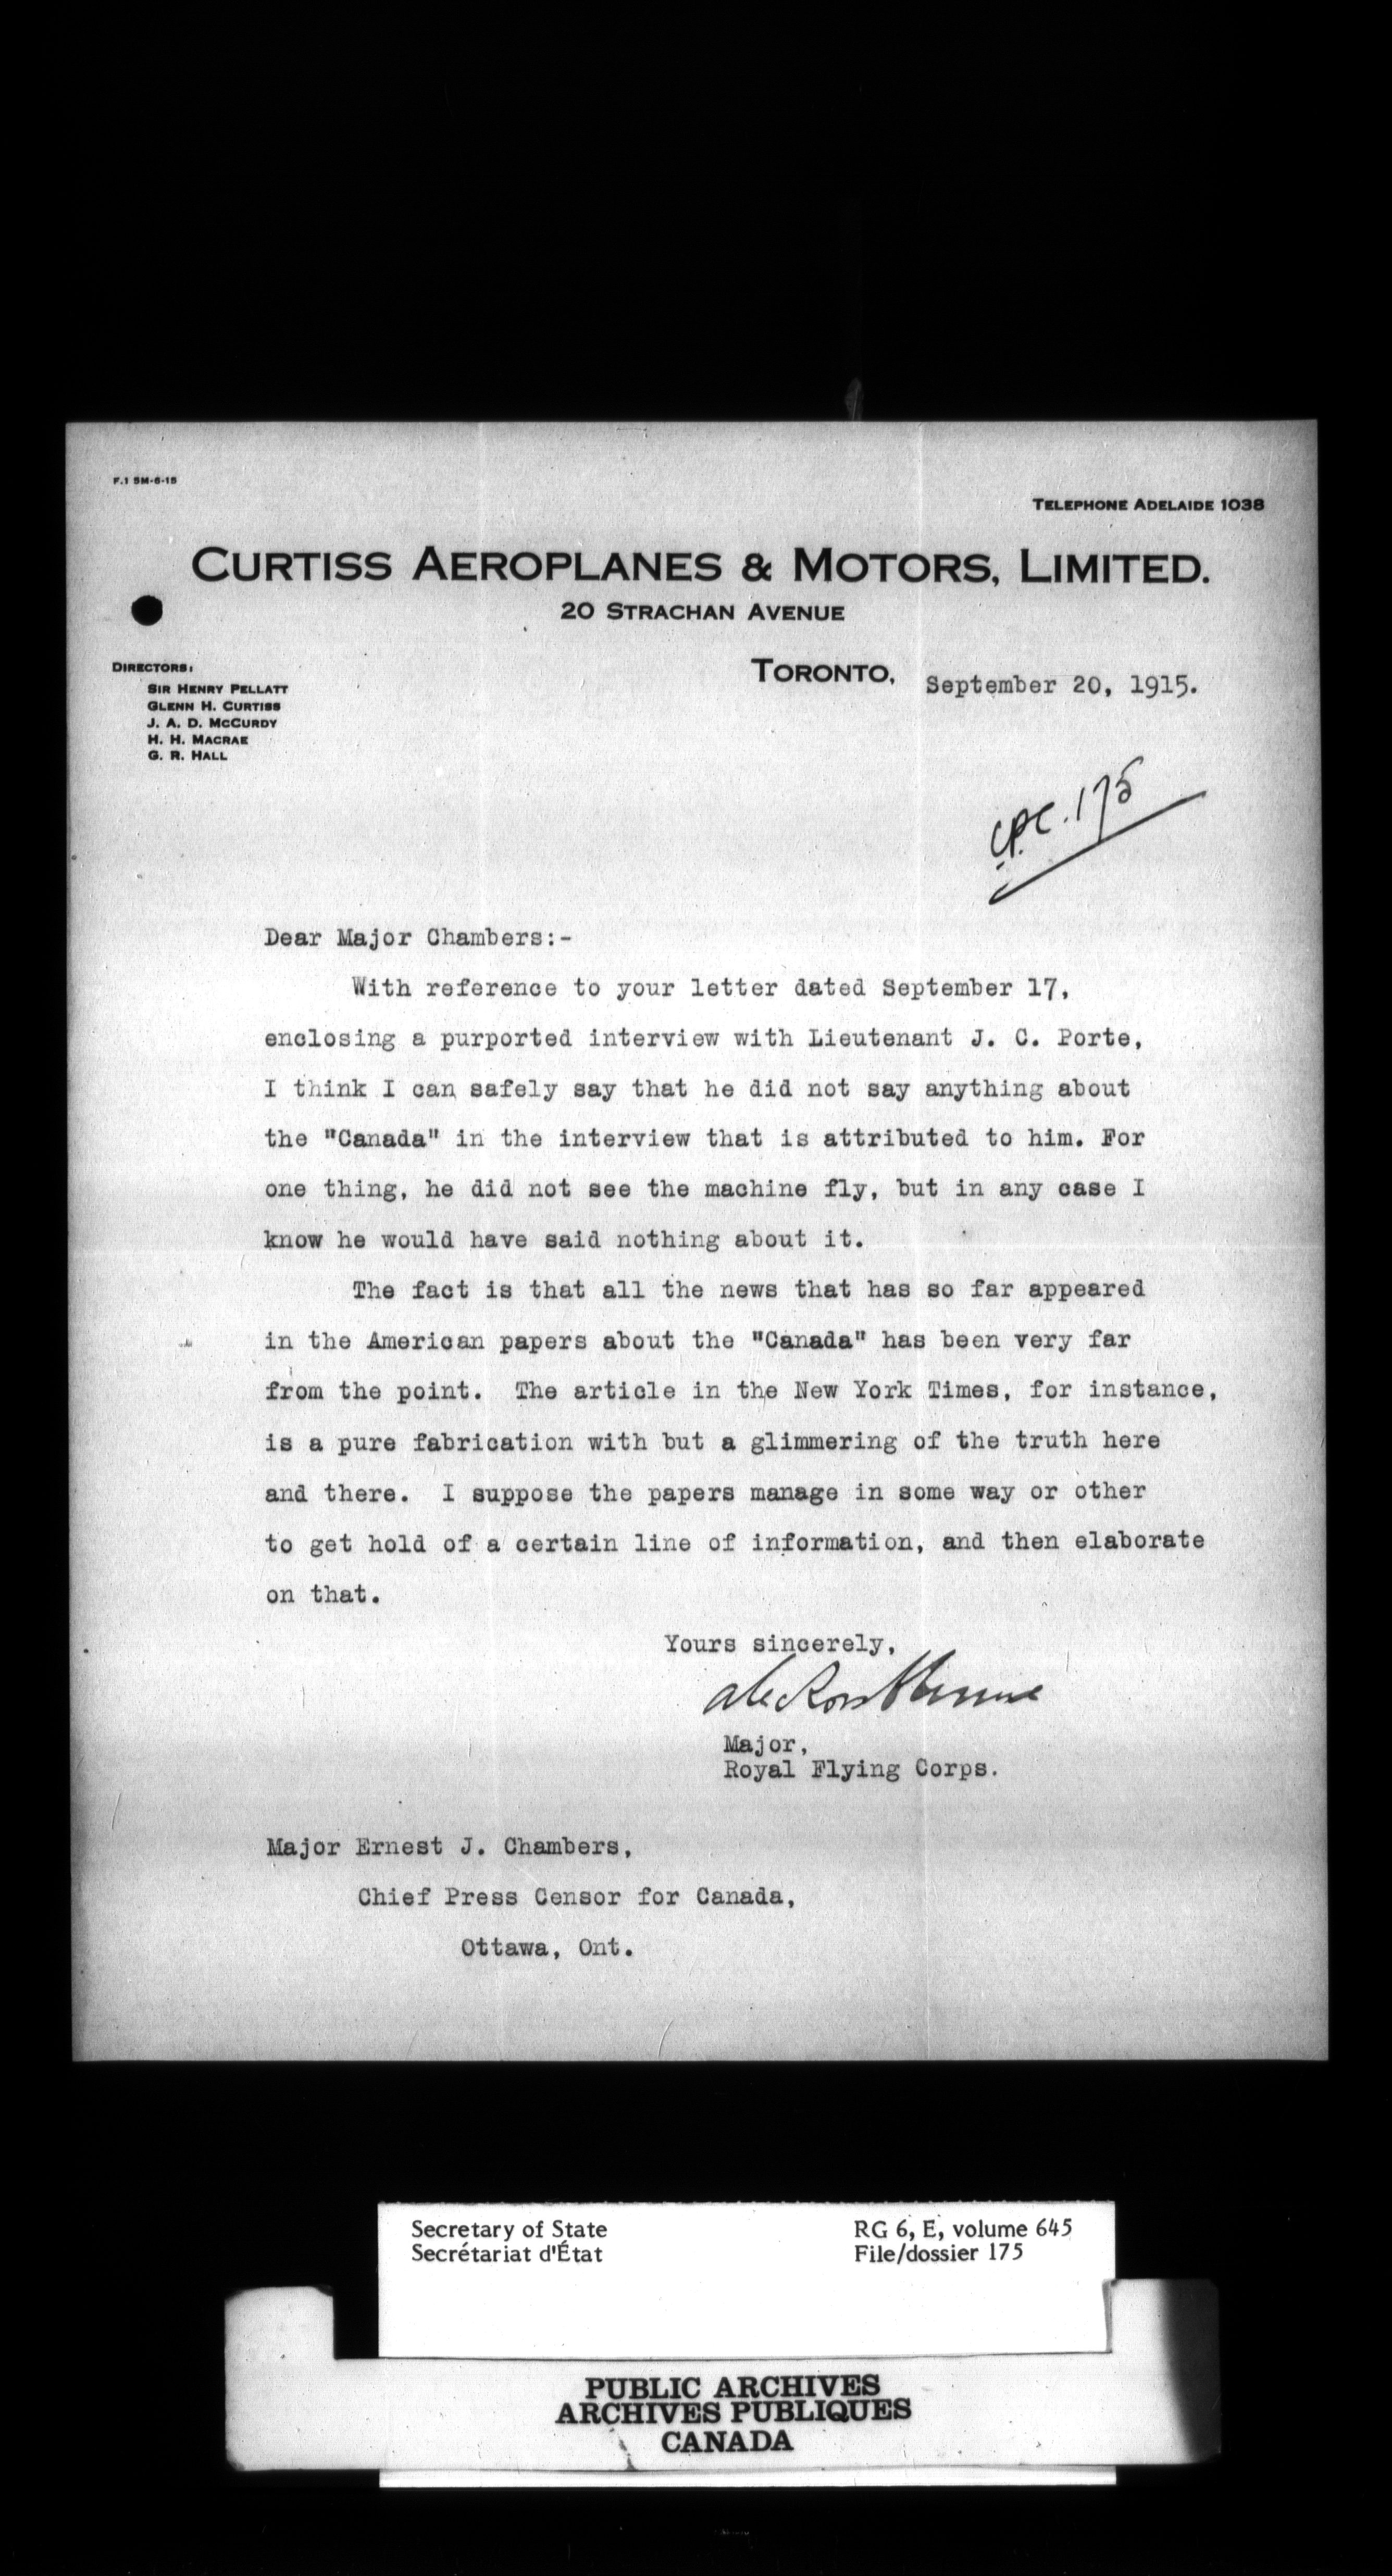 F.1 5M-6-15
TELEPHONE ADELAIDE 1038
CURTISS AEROPLANES & MOTORS, LIMITED.
20 STRACHAN AVENUE
DIRECTORS:
SIR HENRY PELLATT
GLENN H. CURTISS
J. A. D. McCURDY
H. H. MACRAE
G. R. HALL
TORONTO, September 20, 1915.
C.P.C. 175
Dear Major Chambers:-
With reference to your letter dated September 17,
enclosing a purported interview with Lieutenant J. C. Porte,
I think I can safely say that he did not say anything about
the "Canada" in the interview that is attributed to him. For
one thing, he did not see the machine fly, but in any case I
know he would have said nothing about it.
The fact is that all the news that has so far appeared
in the American papers about the "Canada" has been very far
from the point. The article in the New York Times, for instance,
is a pure fabrication with but a glimmering of the truth here
and there. I suppose the papers manage in some way or other
to get hold of a certain line of information, and then elaborate
on that.
Yours sincerely,
Major,
Royal Flying Corps.
Major Ernest J. Chambers,
Chief Press Censor for Canada,
Ottawa, Ont.
Secretary of State
Secrétariat d'État
RG 6, E, volume 645
File/dossier 175
PUBLIC ARCHIVES
ARCHIVES PUBLIQUES
CANADA